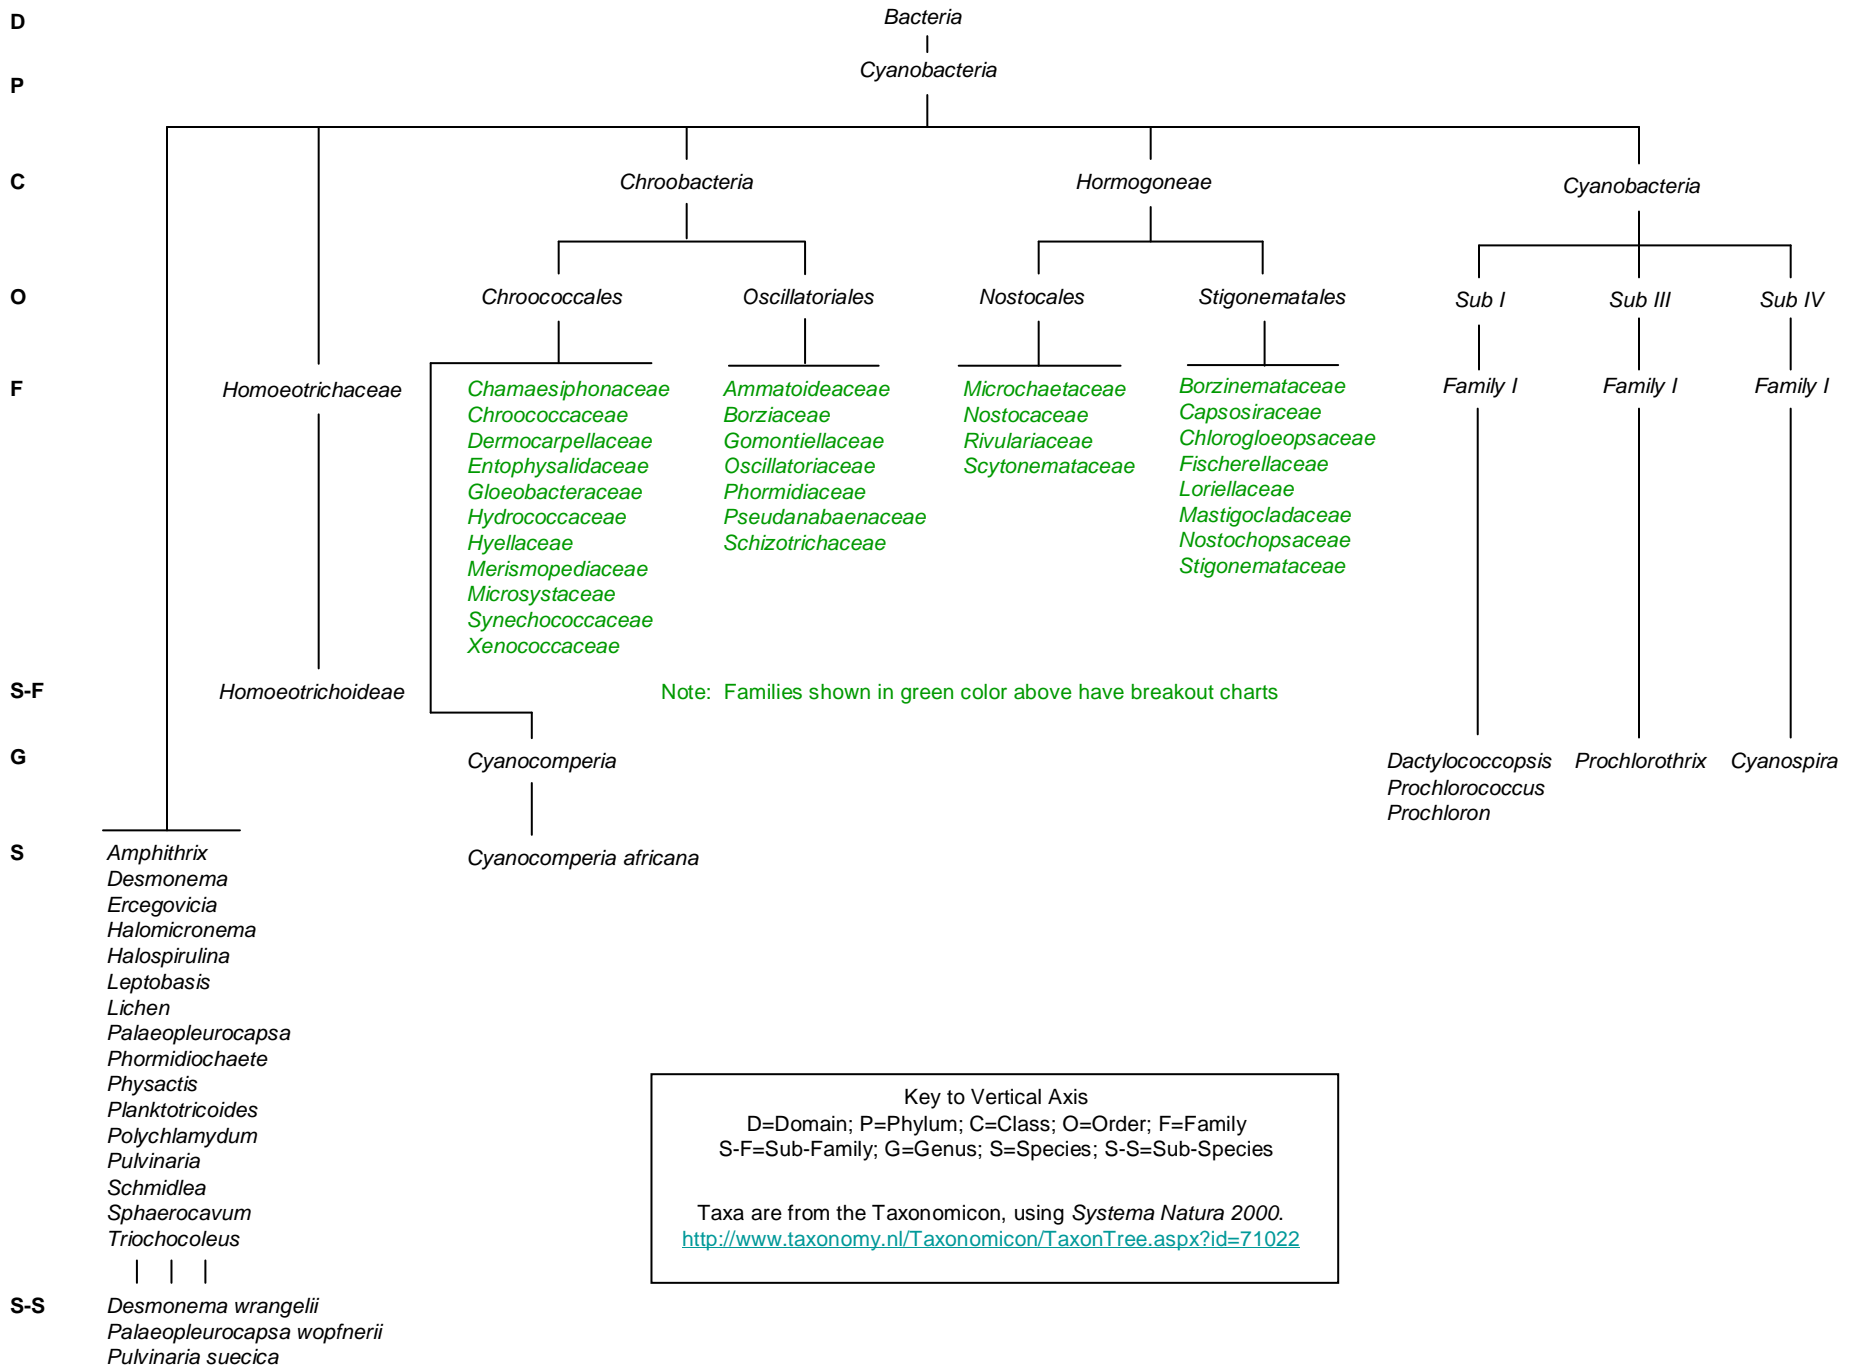 D
Bacteria
P
Cyanobacteria
C
Chroobacteria
Hormogoneae
Cyanobacteria
O
Chroococcales
Oscillatoriales
Nostocales
Stigonematales
Sub I
Sub III
Sub IV
F
Homoeotrichaceae
Chamaesiphonaceae
Chroococcaceae
Dermocarpellaceae
Entophysalidaceae
Gloeobacteraceae
Hydrococcaceae
Hyellaceae
Merismopediaceae
Microsystaceae
Synechococcaceae
Xenococcaceae
Ammatoideaceae
Borziaceae
Gomontiellaceae
Oscillatoriaceae
Phormidiaceae
Pseudanabaenaceae
Schizotrichaceae
Microchaetaceae
Nostocaceae
Rivulariaceae
Scytonemataceae
Borzinemataceae
Capsosiraceae
Chlorogloeopsaceae
Fischerellaceae
Loriellaceae
Mastigocladaceae
Nostochopsaceae
Stigonemataceae
Family I
Family I
Family I
S-F
Homoeotrichoideae
Note: Families shown in green color above have breakout charts
G
Cyanocomperia
Dactylococcopsis
Prochlorococcus
Prochloron
Prochlorothrix
Cyanospira
S
Amphithrix
Desmonema
Ercegovicia
Halomicronema
Halospirulina
Leptobasis
Lichen
Palaeopleurocapsa
Phormidiochaete
Physactis
Planktotricoides
Polychlamydum
Pulvinaria
Schmidlea
Sphaerocavum
Triochocoleus
Cyanocomperia africana
Key to Vertical Axis
D=Domain; P=Phylum; C=Class; O=Order; F=Family
S-F=Sub-Family; G=Genus; S=Species; S-S=Sub-Species
Taxa are from the Taxonomicon, using Systema Natura 2000.
http://www.taxonomy.nl/Taxonomicon/TaxonTree.aspx?id=71022
S-S
Desmonema wrangelii
Palaeopleurocapsa wopfnerii
Pulvinaria suecica